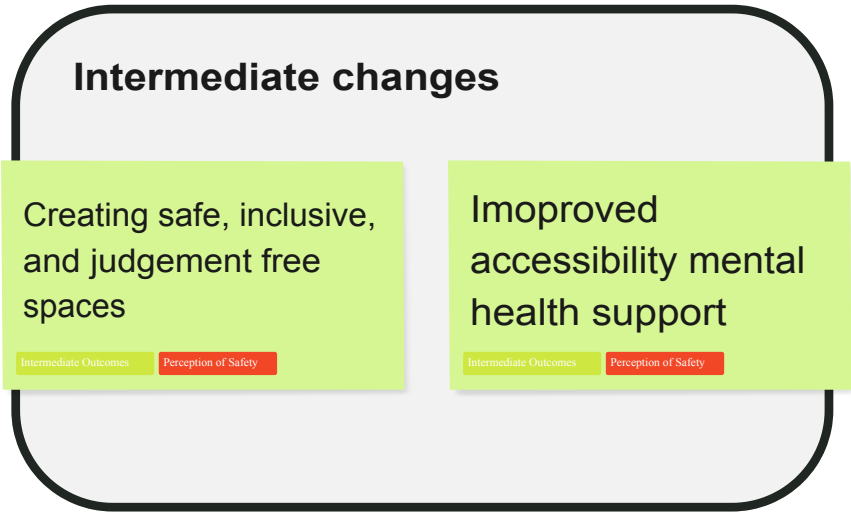 Intermediate changes
Creating safe, inclusive,
and judgement free
spaces
Intermediate Outcomes
Perception of Safety
Imoproved
accessibility mental
health support
Intermediate Outcomes
Perception of Safety